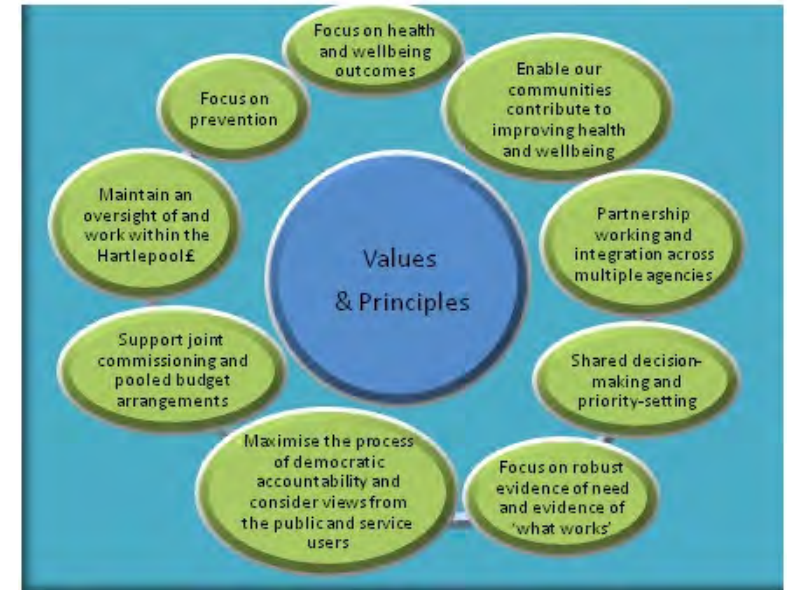 Focus on health
and wellbeing
outcomes
Enable our
communities
contribute to
improving health
and wellbeing
Partnership
working and
integration across
multiple agencies
Shared decision-
making and
priority-setting
Focus on robust
evidence of need
and evidence of
‘what works’
Maximise the process
of democratic
accountability and
consider views from
the public and service
users
Support joint
commissioning and
pooled budget
arrangements
Maintain an
oversight of and
work within the
Hartlepool£
Focus on
prevention
Values
& Principles